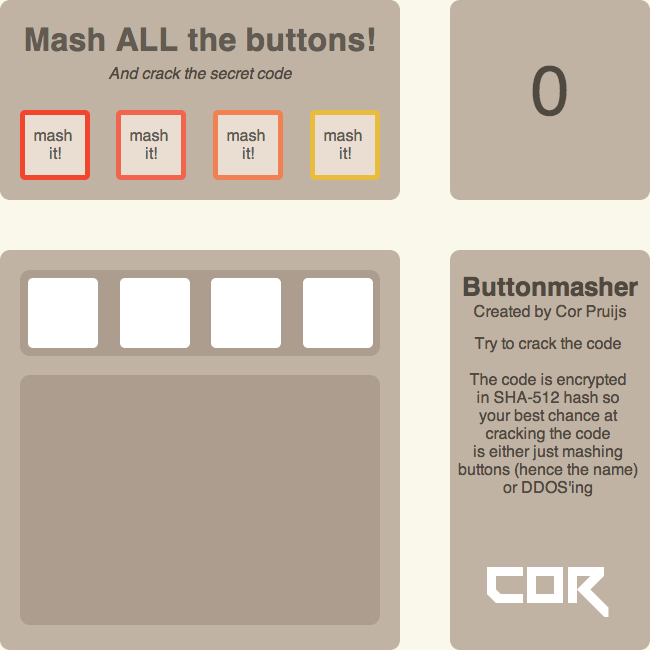 Mash ALL the buttons!
And crack the secret code
mash
it!
mash
it!
mash
it!
mash
it!
0
Buttonmasher
Created by Cor Pruijs
Try to crack the code
The code is encrypted
in SHA-512 hash so
your best chance at
cracking the code
is either just mashing
buttons (hence the name)
or DDOS'ing
COR